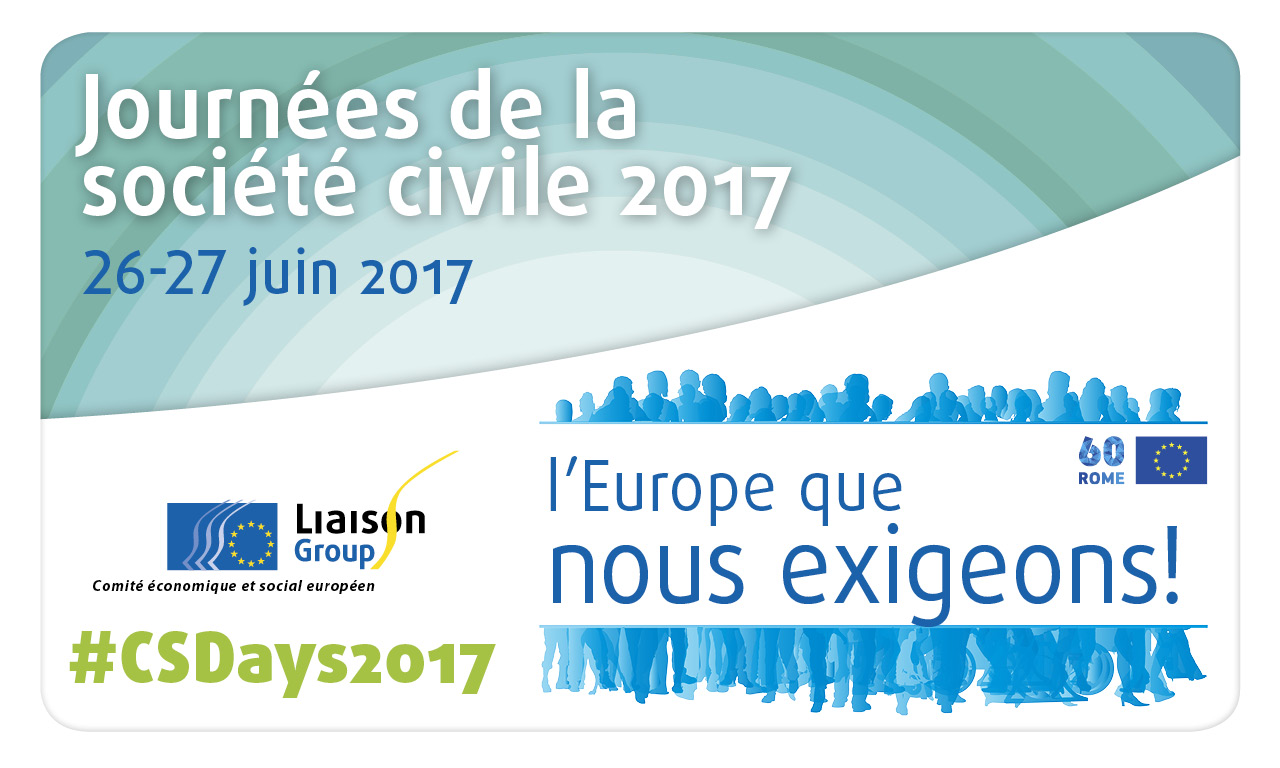 Journées de la
société civile 2017
26-27 juin 2017
60
ROME
l'Europe que
nous exigeons!
Liaison
Group
Comité économique et social européen
#CSDays2017